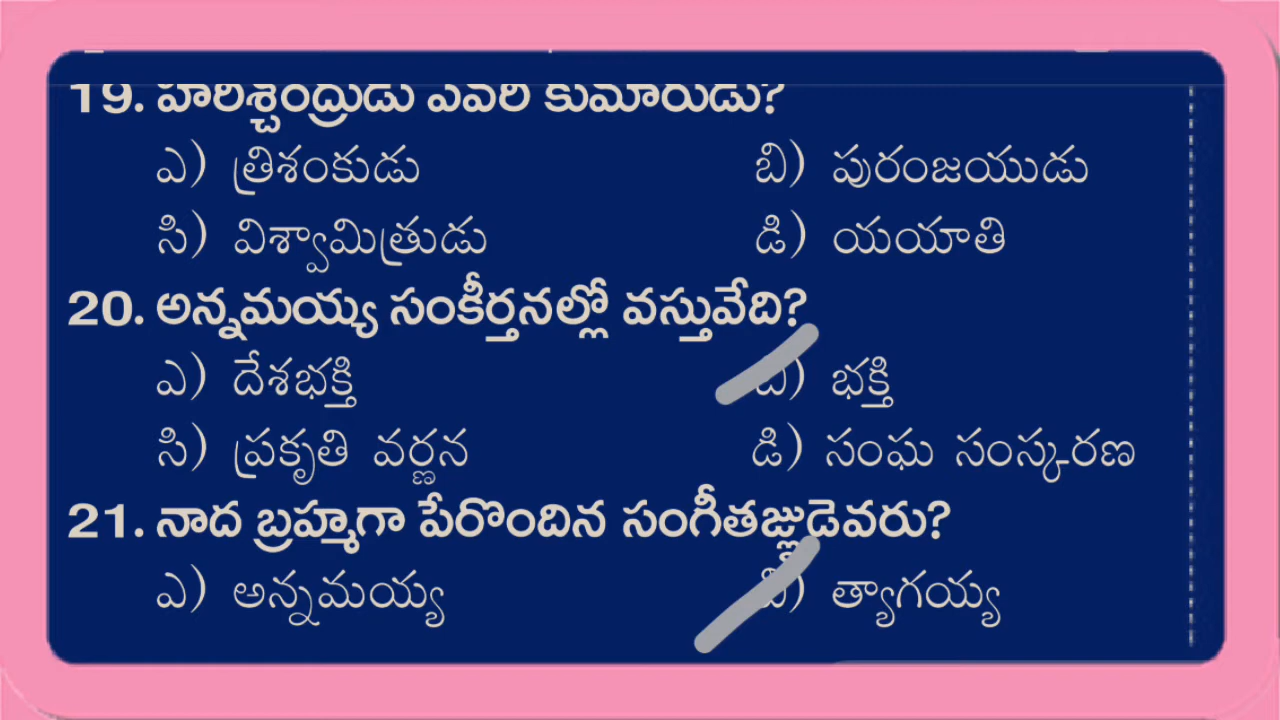 19. హరిశ్చంద్రుడు ఎవరి కుమారుడు?
ఎ) త్రిశంకుడు బి) పురంజయుడు
సి) విశ్వామిత్రుడు డి) యయాతి
20. అన్నమయ్య సంకీర్తనల్లో వస్తువేది?
ఎ) దేశభక్తి బి) భక్తి
సి) ప్రకృతి వర్ణన డి) సంఘ సంస్కరణ
21. నాద బ్రహ్మగా పేరొందిన సంగీతజ్ఞుడెవరు?
ఎ) అన్నమయ్య బి) త్యాగయ్య